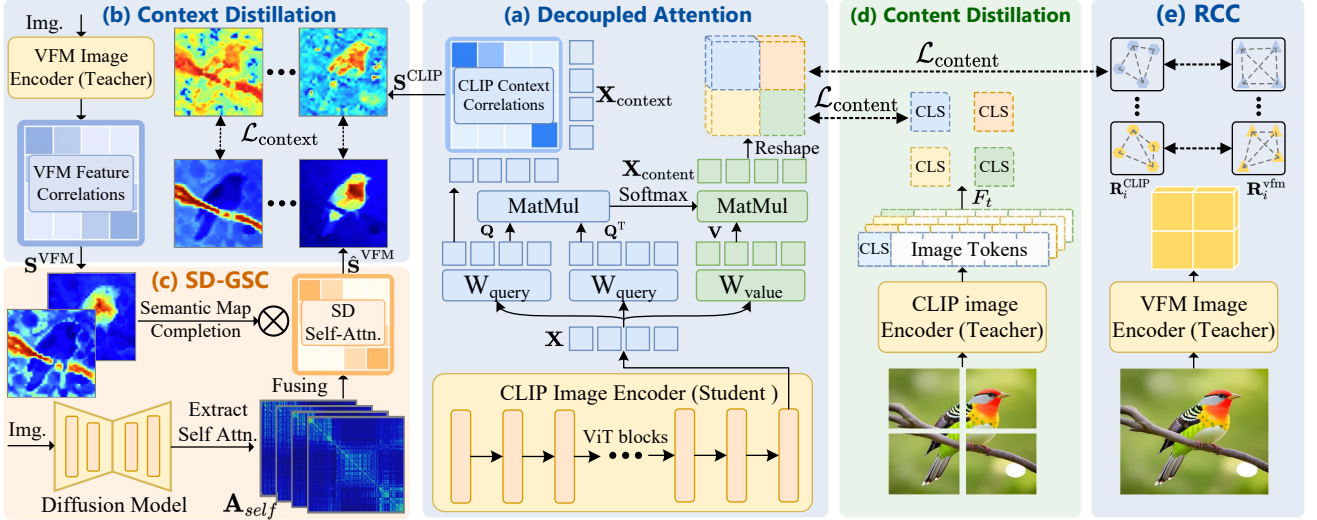 (b) Context Distillation
Img.
VFM Image
Encoder (Teacher)
VFM Feature
Correlations
𝓛context
S^VFM
Ŝ^VFM
(c) SD-GSC
Semantic Map
Completion
SD
Self-Attn.
Fusing
Img.
Extract
Self Attn.
Diffusion Model
A_self
(a) Decoupled Attention
S^CLIP
CLIP Context
Correlations
X_context
Reshape
X_content
MatMul
Softmax
MatMul
Q
Q^T
V
W_query
W_query
W_value
X
CLIP Image Encoder (Student )
ViT blocks
(d) Content Distillation
𝓛content
𝓛content
CLS
CLS
CLS
CLS
F_t
CLS
Image Tokens
CLIP image
Encoder (Teacher)
(e) RCC
R_i^CLIP
R_i^vfm
VFM Image
Encoder (Teacher)